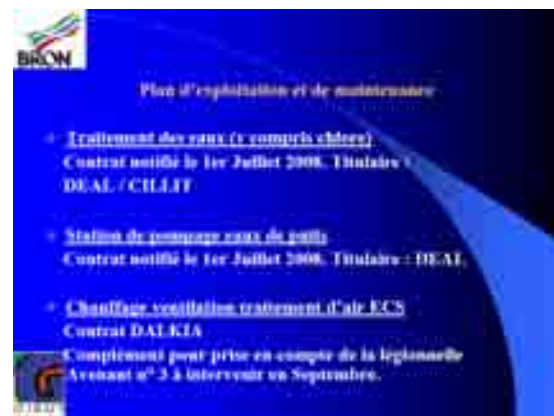 BRON
Plan d'exploitation et de maintenance
Traitement des eaux (y compris chlore)
Contrat notifié le 1er Juillet 2008. Titulaire :
DEAL / CILLIT
Station de pompage eaux de puits
Contrat notifié le 1er Juillet 2008. Titulaire : DEAL
Chauffage ventilation traitement d'air ECS
Contrat DALKIA
Complément pour prise en compte de la légionnelle
Avenant n° 3 à intervenir en Septembre.